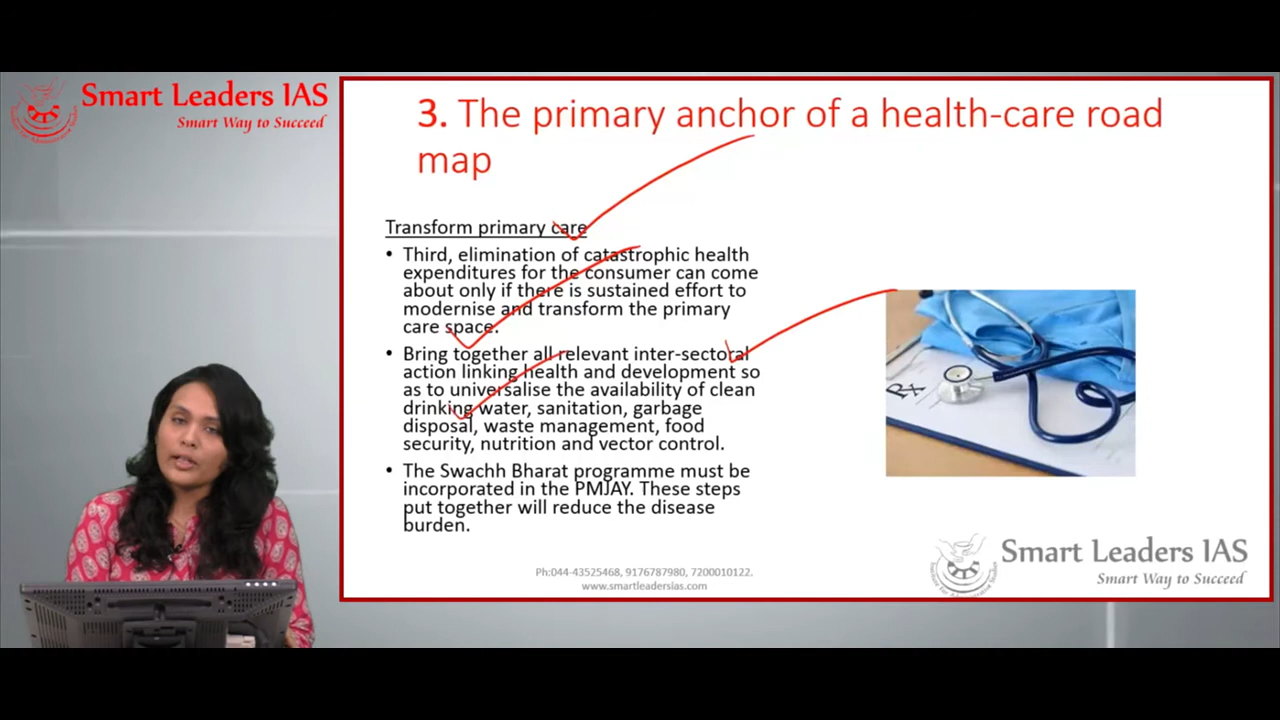 Smart Leaders IAS
Smart Way to Succeed
3. The primary anchor of a health-care road
map
Transform primary care
• Third, elimination of catastrophic health
expenditures for the consumer can come
about only if there is sustained effort to
modernise and transform the primary
care space.
• Bring together all relevant inter-sectoral
action linking health and development so
as to universalise the availability of clean
drinking water, sanitation, garbage
disposal, waste management, food
security, nutrition and vector control.
• The Swachh Bharat programme must be
incorporated in the PMJAY. These steps
put together will reduce the disease
burden.
Ph:044-43525468, 9176787980, 7200010122.
www.smartleadersias.com
Smart Leaders IAS
Smart Way to Succeed